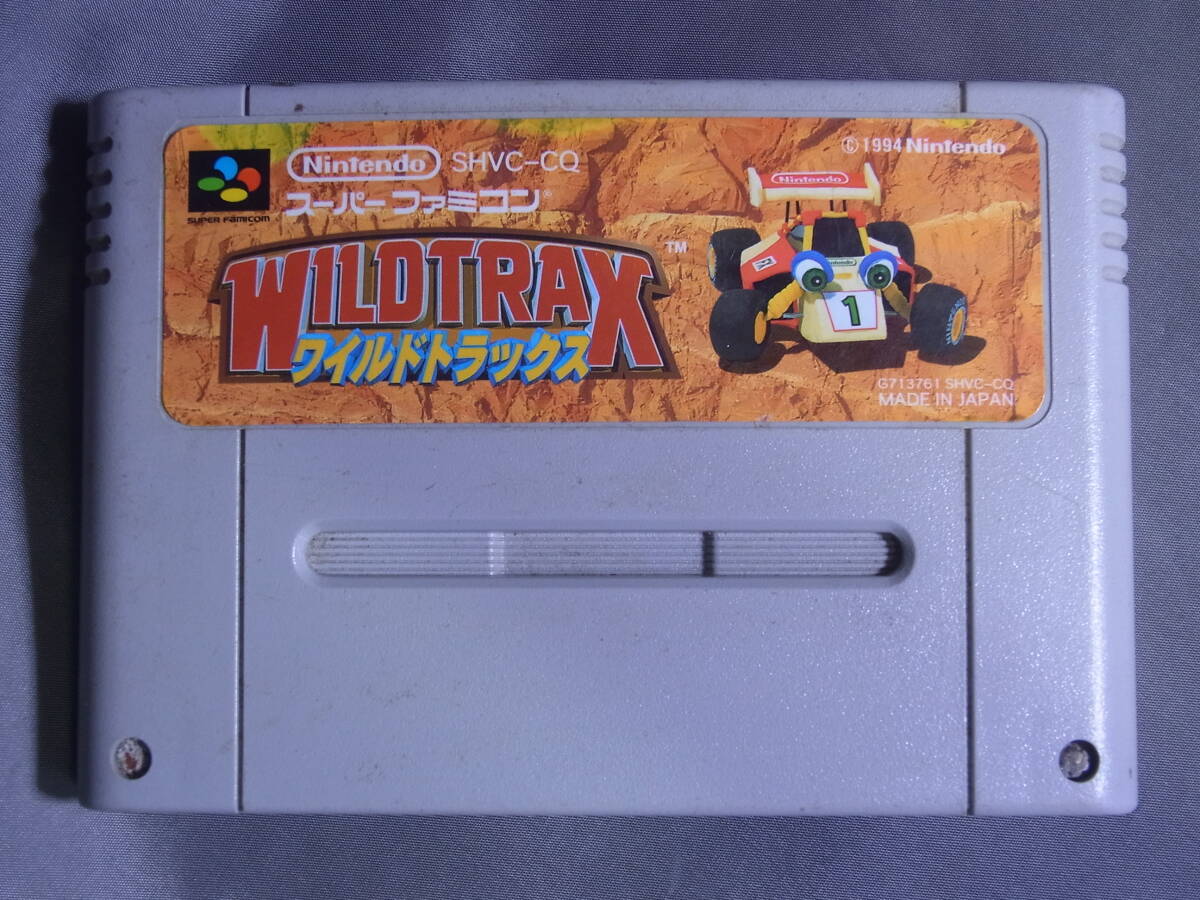 Nintendo SHVC-CQ
スーパーファミコン®
SUPER FAMICOM
© 1994 Nintendo
WILDTRAX ™
ワイルドトラックス
Nintendo
Nintendo
1
G713761 SHVC-CQ
MADE IN JAPAN